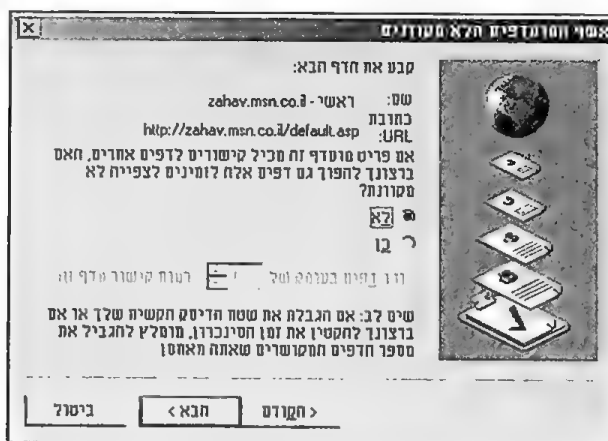 אשף המועדפים הלא מקוונים
קבע את הדף הבא:
שם: ראשי - zahav.msn.co.il
כתובת
URL: http://zahav.msn.co.il/default.asp
אם פריט מועדף זה מכיל קישורים לדפים אחרים, האם
ברצונך להפוך גם דפים אלה לזמינים לצפייה לא
מקוונת?
לא
כן
דפים בעומק של רמות קישור מדף זה
שים לב: אם הגבלת את שטח הדיסק הקשיח שלך או אם
ברצונך להקטין את זמן הסינכרון, מומלץ להגביל את
מספר הדפים המקושרים שאתה מאחסן
< הקודם
הבא >
ביטול